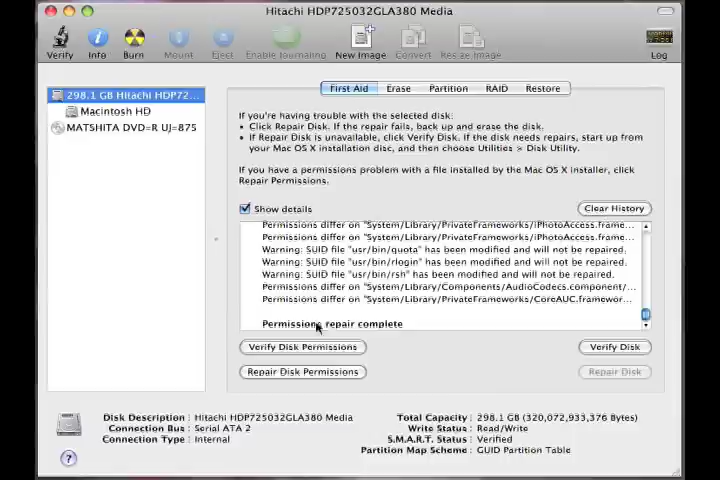 Hitachi HDP725032GLA380 Media
Verify Info Burn Mount Eject Enable Journaling New Image Convert Resize Image Log
298.1 GB Hitachi HDP72...
Macintosh HD
MATSHITA DVD-R UJ-875
First Aid Erase Partition RAID Restore
If you're having trouble with the selected disk:
• Click Repair Disk. If the repair fails, back up and erase the disk.
• If Repair Disk is unavailable, click Verify Disk. If the disk needs repairs, start up from
your Mac OS X installation disc, and then choose Utilities > Disk Utility.
If you have a permissions problem with a file installed by the Mac OS X installer, click
Repair Permissions.
Show details Clear History
Permissions differ on "System/Library/PrivateFrameworks/iPhotoAccess.frame...
Permissions differ on "System/Library/PrivateFrameworks/iPhotoAccess.frame...
Warning: SUID file "usr/bin/quota" has been modified and will not be repaired.
Warning: SUID file "usr/bin/rlogin" has been modified and will not be repaired.
Warning: SUID file "usr/bin/rsh" has been modified and will not be repaired.
Permissions differ on "System/Library/Components/AudioCodecs.component/...
Permissions differ on "System/Library/PrivateFrameworks/CoreAUC.framewor...
Permissions repair complete
Verify Disk Permissions Verify Disk
Repair Disk Permissions Repair Disk
Disk Description : Hitachi HDP725032GLA380 Media
Connection Bus : Serial ATA 2
Connection Type : Internal
Total Capacity : 298.1 GB (320,072,933,376 Bytes)
Write Status : Read/Write
S.M.A.R.T. Status : Verified
Partition Map Scheme : GUID Partition Table
?